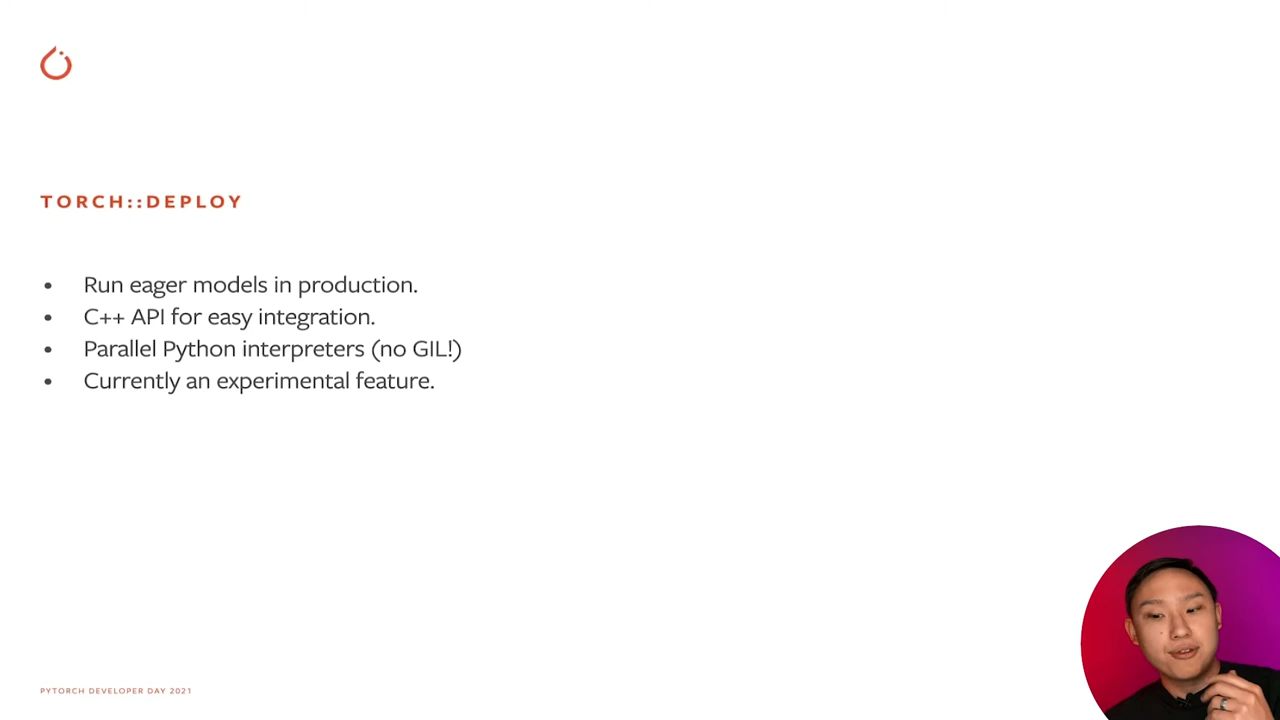 TORCH::DEPLOY
• Run eager models in production.
• C++ API for easy integration.
• Parallel Python interpreters (no GIL!)
• Currently an experimental feature.
PYTORCH DEVELOPER DAY 2021